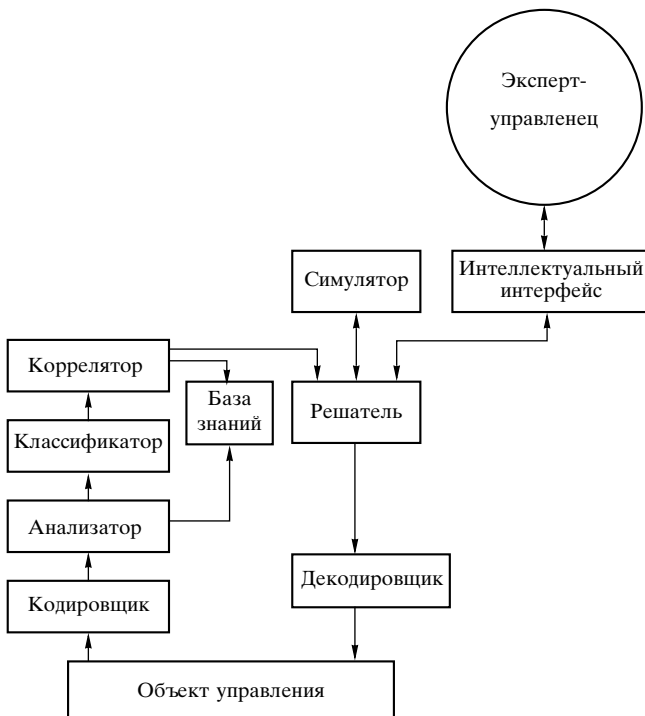 Эксперт-
управленец
Симулятор
Интеллектуальный
интерфейс
Коррелятор
База
знаний
Решатель
Классификатор
Анализатор
Декодировщик
Кодировщик
Объект управления